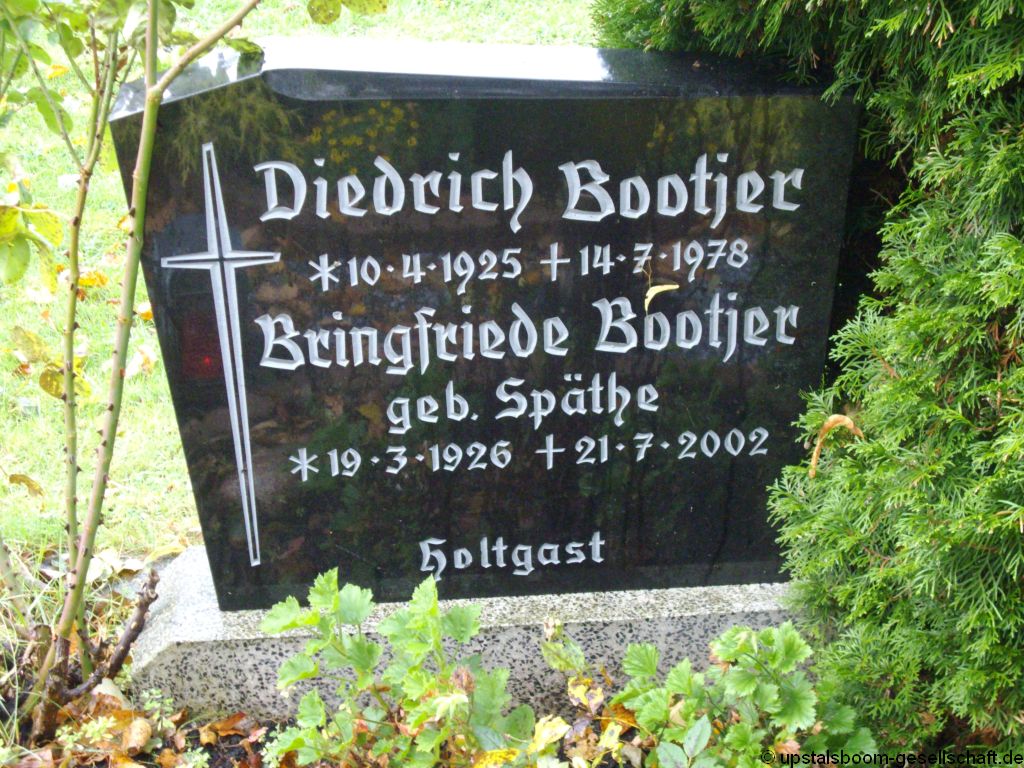 Diedrich Bootjer
*10·4·1925 †14·7·1978
Bringfriede Bootjer
geb. Späthe
*19·3·1926 †21·7·2002
Holtgast
© upstalsboom-gesellschaft.de